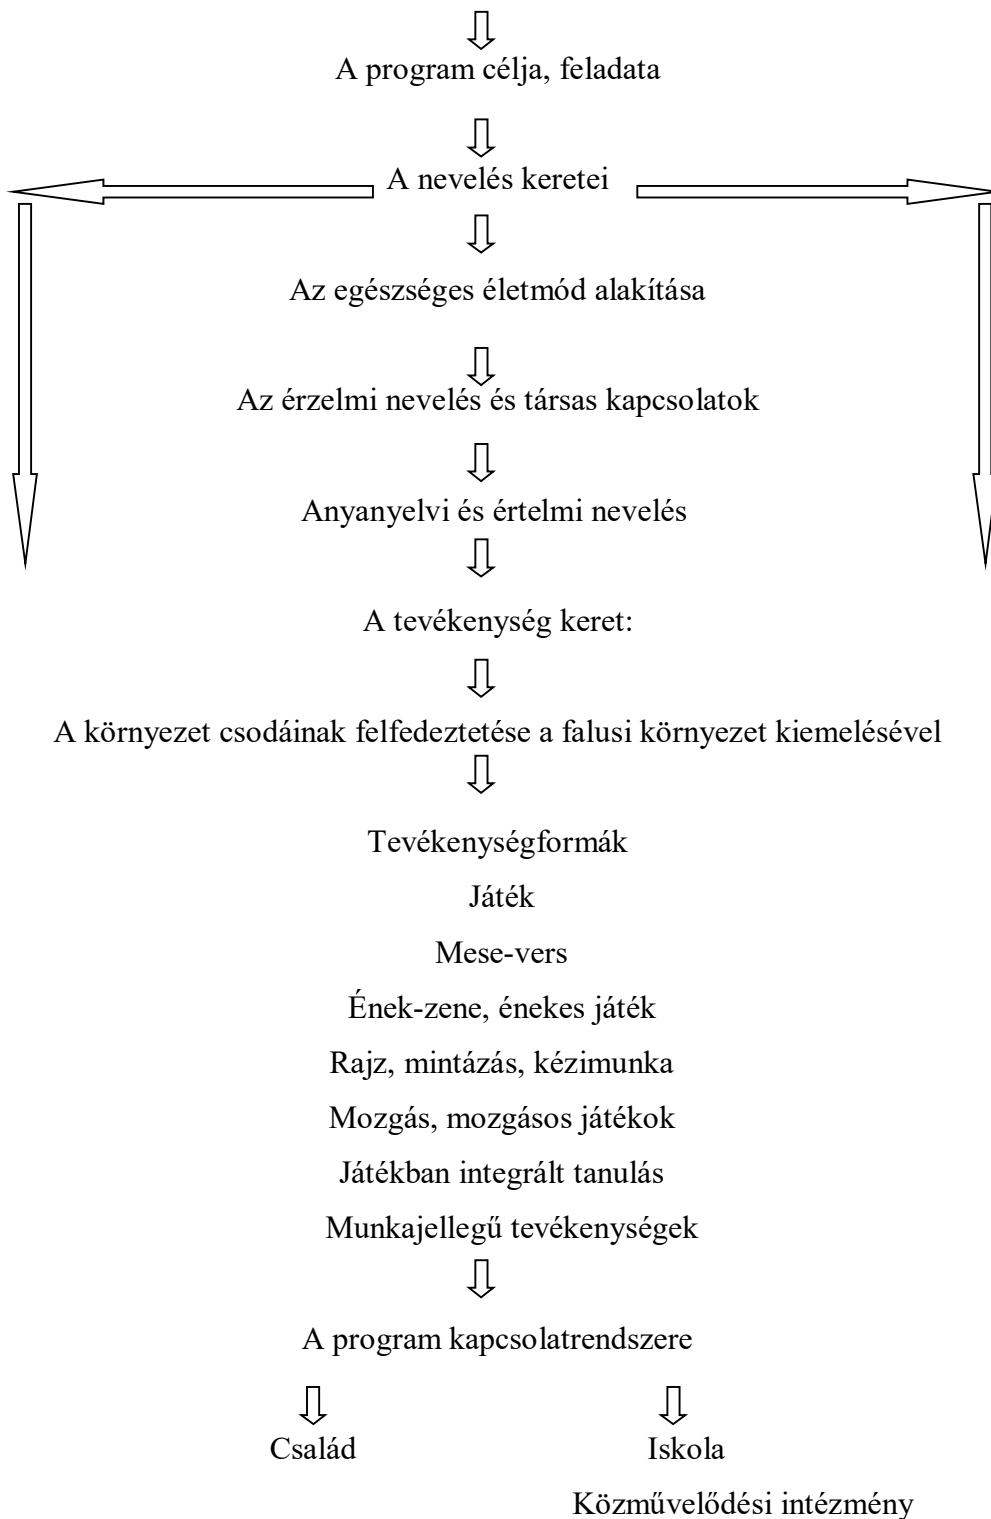 A program célja, feladata
A nevelés keretei
Az egészséges életmód alakítása
Az érzelmi nevelés és társas kapcsolatok
Anyanyelvi és értelmi nevelés
A tevékenység keret:
A környezet csodáinak felfedeztetése a falusi környezet kiemelésével
Tevékenységformák
Játék
Mese-vers
Ének-zene, énekes játék
Rajz, mintázás, kézimunka
Mozgás, mozgásos játékok
Játékban integrált tanulás
Munkajellegű tevékenységek
A program kapcsolatrendszere
Család Iskola
Közművelődési intézmény